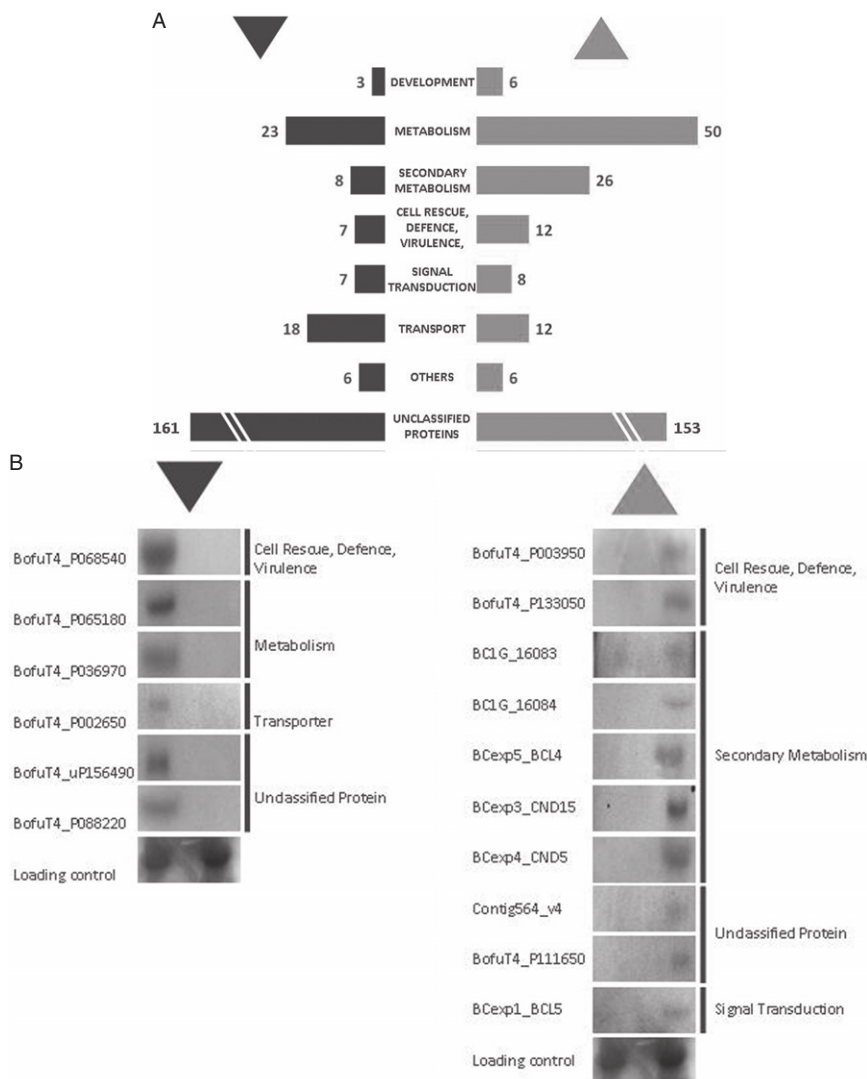 A
3 DEVELOPMENT 6
23 METABOLISM 50
8 SECONDARY METABOLISM 26
7 CELL RESCUE, DEFENCE, VIRULENCE, 12
7 SIGNAL TRANSDUCTION 8
18 TRANSPORT 12
6 OTHERS 6
161 UNCLASSIFIED PROTEINS 153
B
BofuT4_P068540
Cell Rescue, Defence,
Virulence
BofuT4_P065180
Metabolism
BofuT4_P036970
BofuT4_P002650
Transporter
BofuT4_uP156490
Undassified Protein
BofuT4_P088220
Loading control
BofuT4_P003950
Cell Rescue, Defence,
Virulence
BofuT4_P133050
BC1G_16083
BC1G_16084
BCexp5_BCL4
Secondary Metabolism
BCexp3_CND15
BCexp4_CND5
Contig564_v4
Undassified Protein
BofuT4_P111650
BCexp1_BCL5
Signal Transduction
Loading control